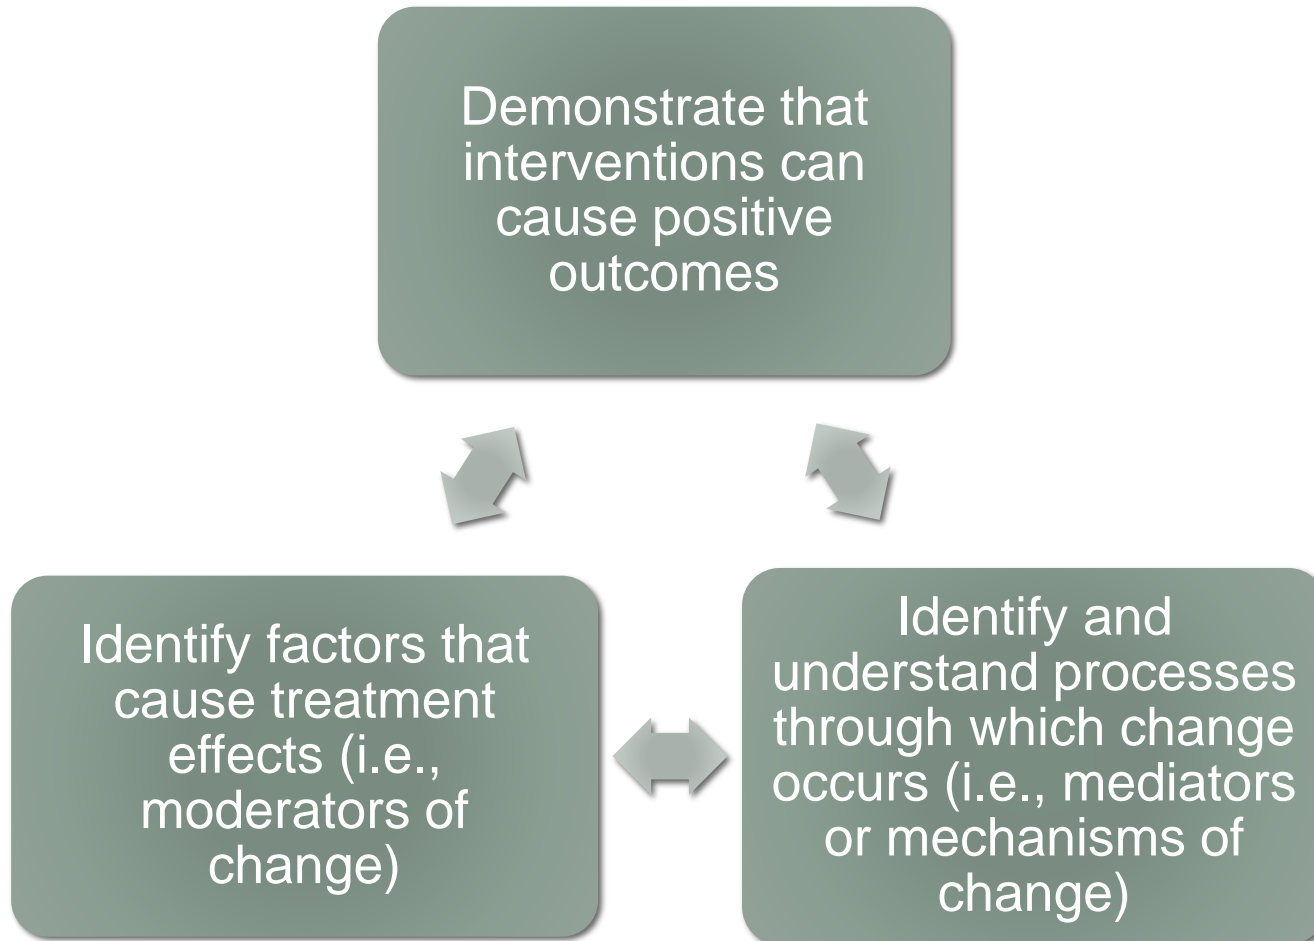 Demonstrate that
interventions can
cause positive
outcomes
Identify factors that
cause treatment
effects (i.e.,
moderators of
change)
Identify and
understand processes
through which change
occurs (i.e., mediators
or mechanisms of
change)